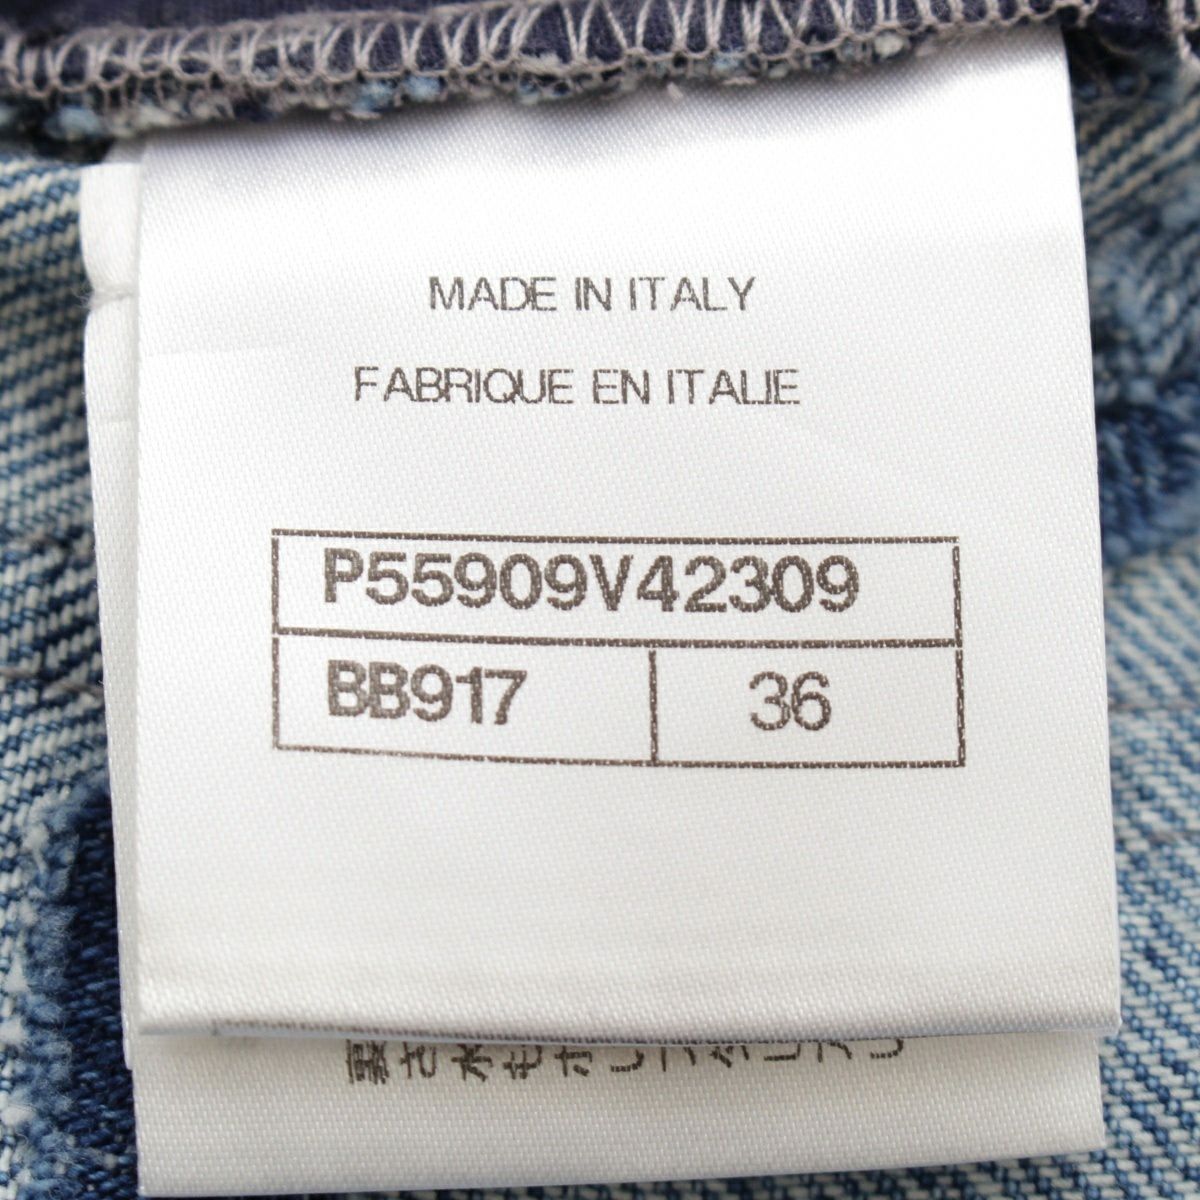 MADE IN ITALY
FABRIQUE EN ITALIE
P55909V42309
BB917 36